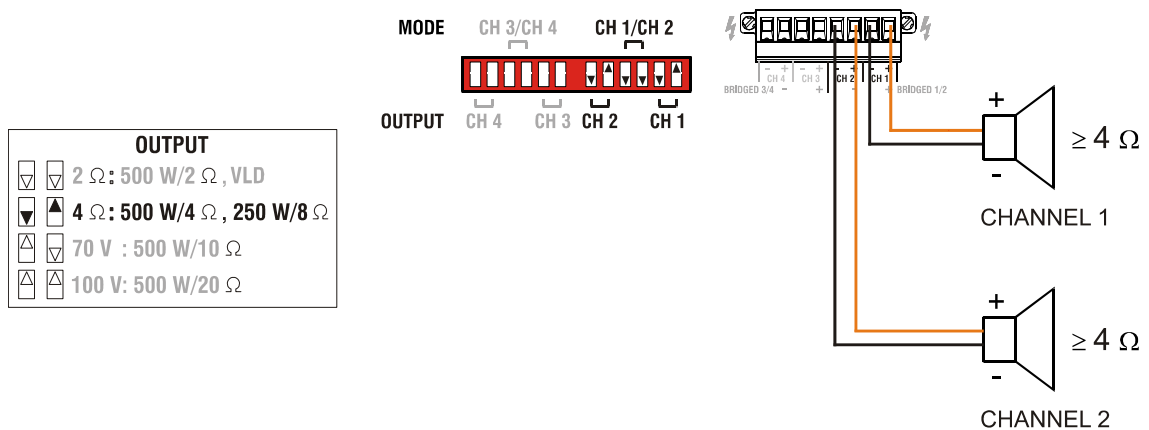 MODE CH 3/CH 4 CH 1/CH 2
OUTPUT CH 4 CH 3 CH 2 CH 1
- + - + - + - +
CH 4 CH 3 CH 2 CH 1
BRIDGED 3/4 - + - + BRIDGED 1/2
OUTPUT
2 Ω: 500 W/2 Ω , VLD
4 Ω: 500 W/4 Ω , 250 W/8 Ω
70 V : 500 W/10 Ω
100 V: 500 W/20 Ω
+
≥ 4 Ω
-
CHANNEL 1
+
≥ 4 Ω
-
CHANNEL 2